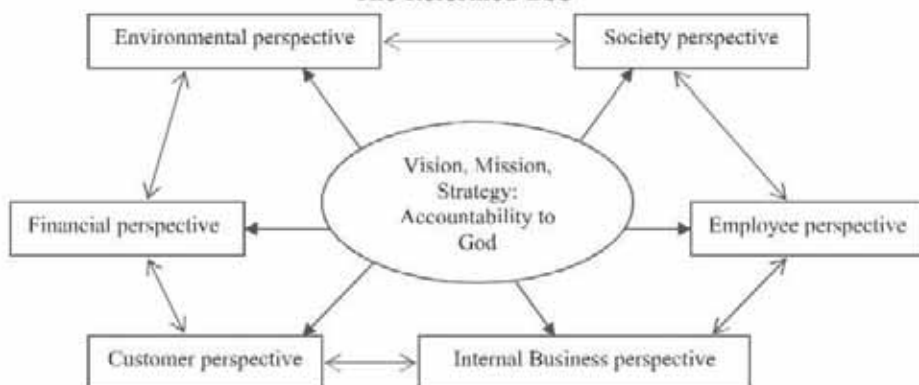 Environmental perspective
Society perspective
Vision, Mission,
Strategy:
Accountability to
God
Financial perspective
Employee perspective
Customer perspective
Internal Business perspective